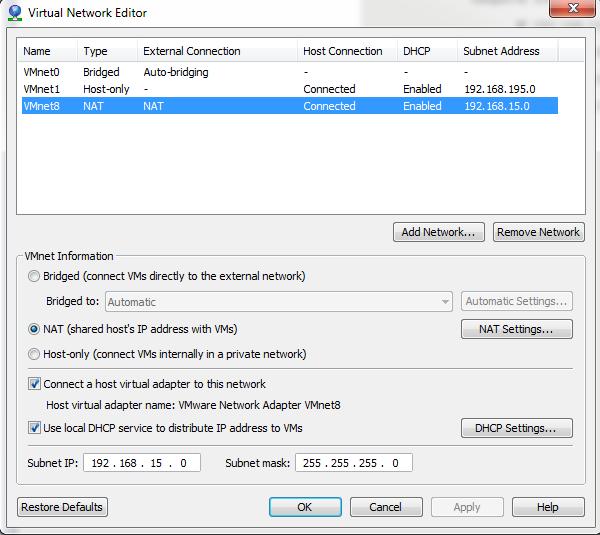 Virtual Network Editor
Name Type External Connection Host Connection DHCP Subnet Address
VMnet0 Bridged Auto-bridging - - -
VMnet1 Host-only - Connected Enabled 192.168.195.0
VMnet8 NAT NAT Connected Enabled 192.168.15.0
Add Network... Remove Network
VMnet Information
Bridged (connect VMs directly to the external network)
Bridged to: Automatic Automatic Settings...
NAT (shared host's IP address with VMs) NAT Settings...
Host-only (connect VMs internally in a private network)
Connect a host virtual adapter to this network
Host virtual adapter name: VMware Network Adapter VMnet8
Use local DHCP service to distribute IP address to VMs DHCP Settings...
Subnet IP: 192 . 168 . 15 . 0 Subnet mask: 255 . 255 . 255 . 0
Restore Defaults OK Cancel Apply Help